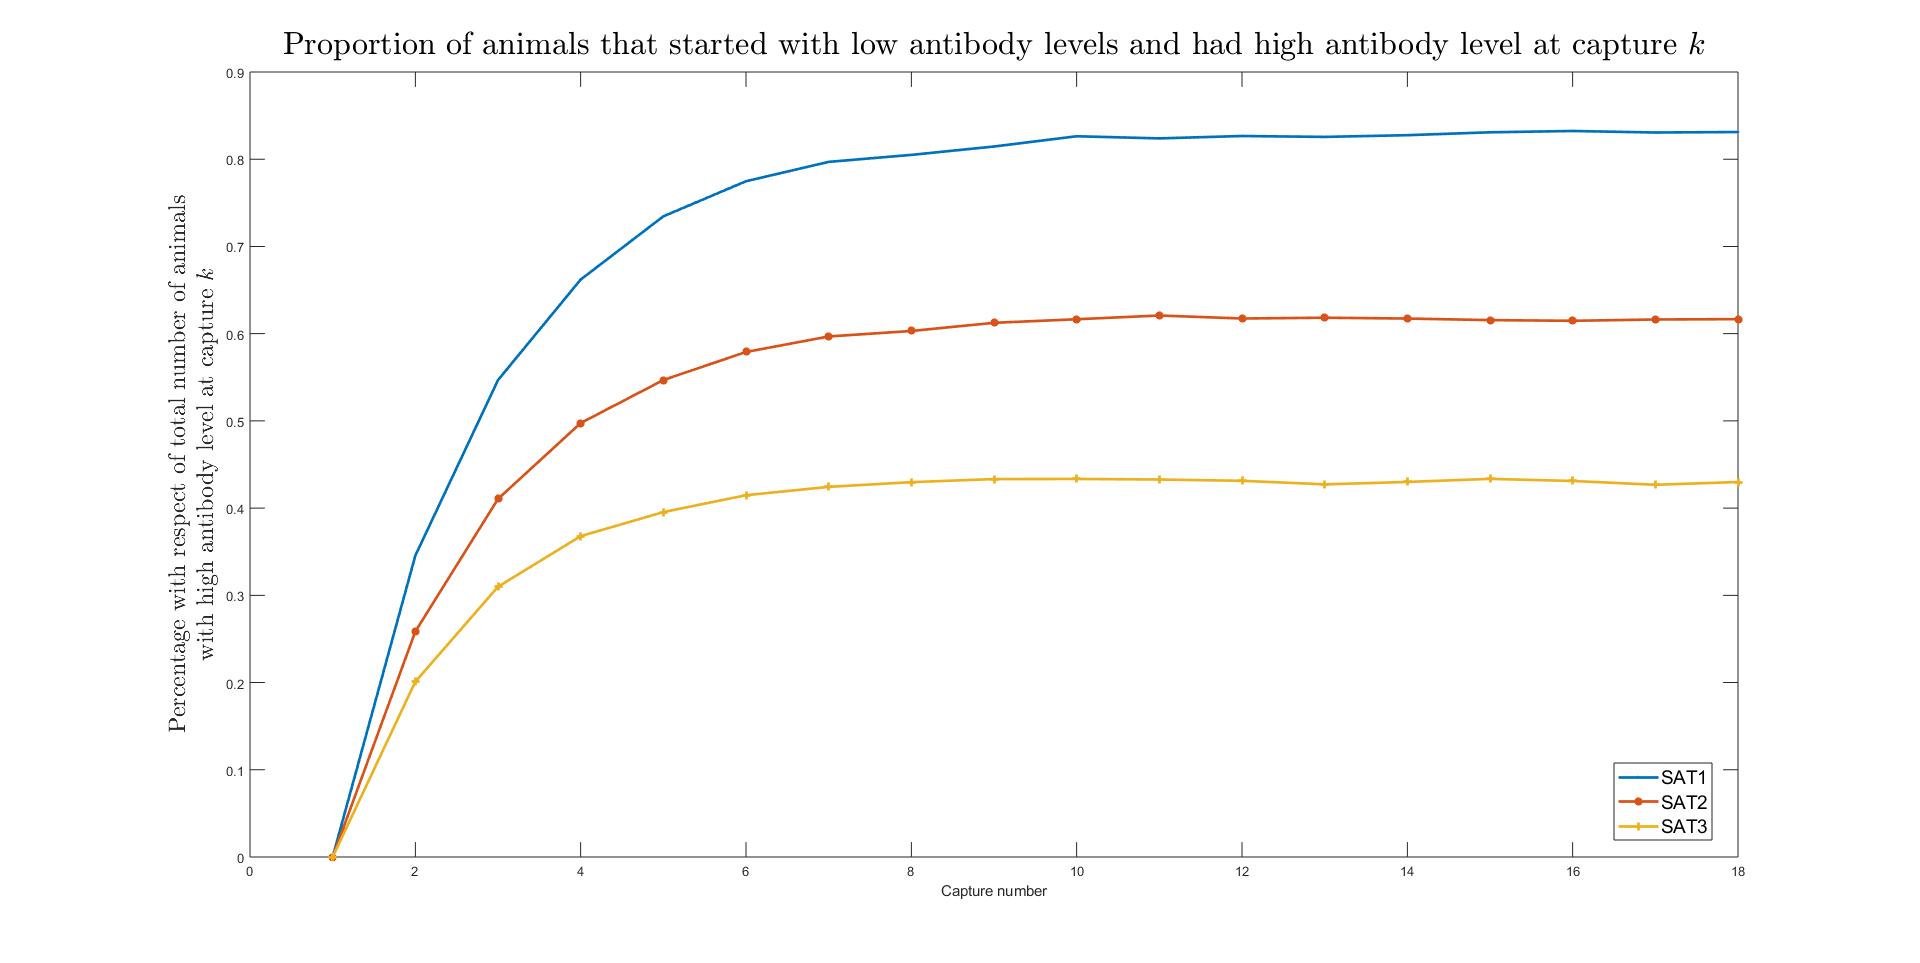 Proportion of animals that started with low antibody levels and had high antibody level at capture k
Percentage with respect of total number of animals
with high antibody level at capture k
0.9
0.8
0.7
0.6
0.5
0.4
0.3
0.2
0.1
0
0 2 4 6 8 10 12 14 16 18
Capture number
SAT1
SAT2
SAT3